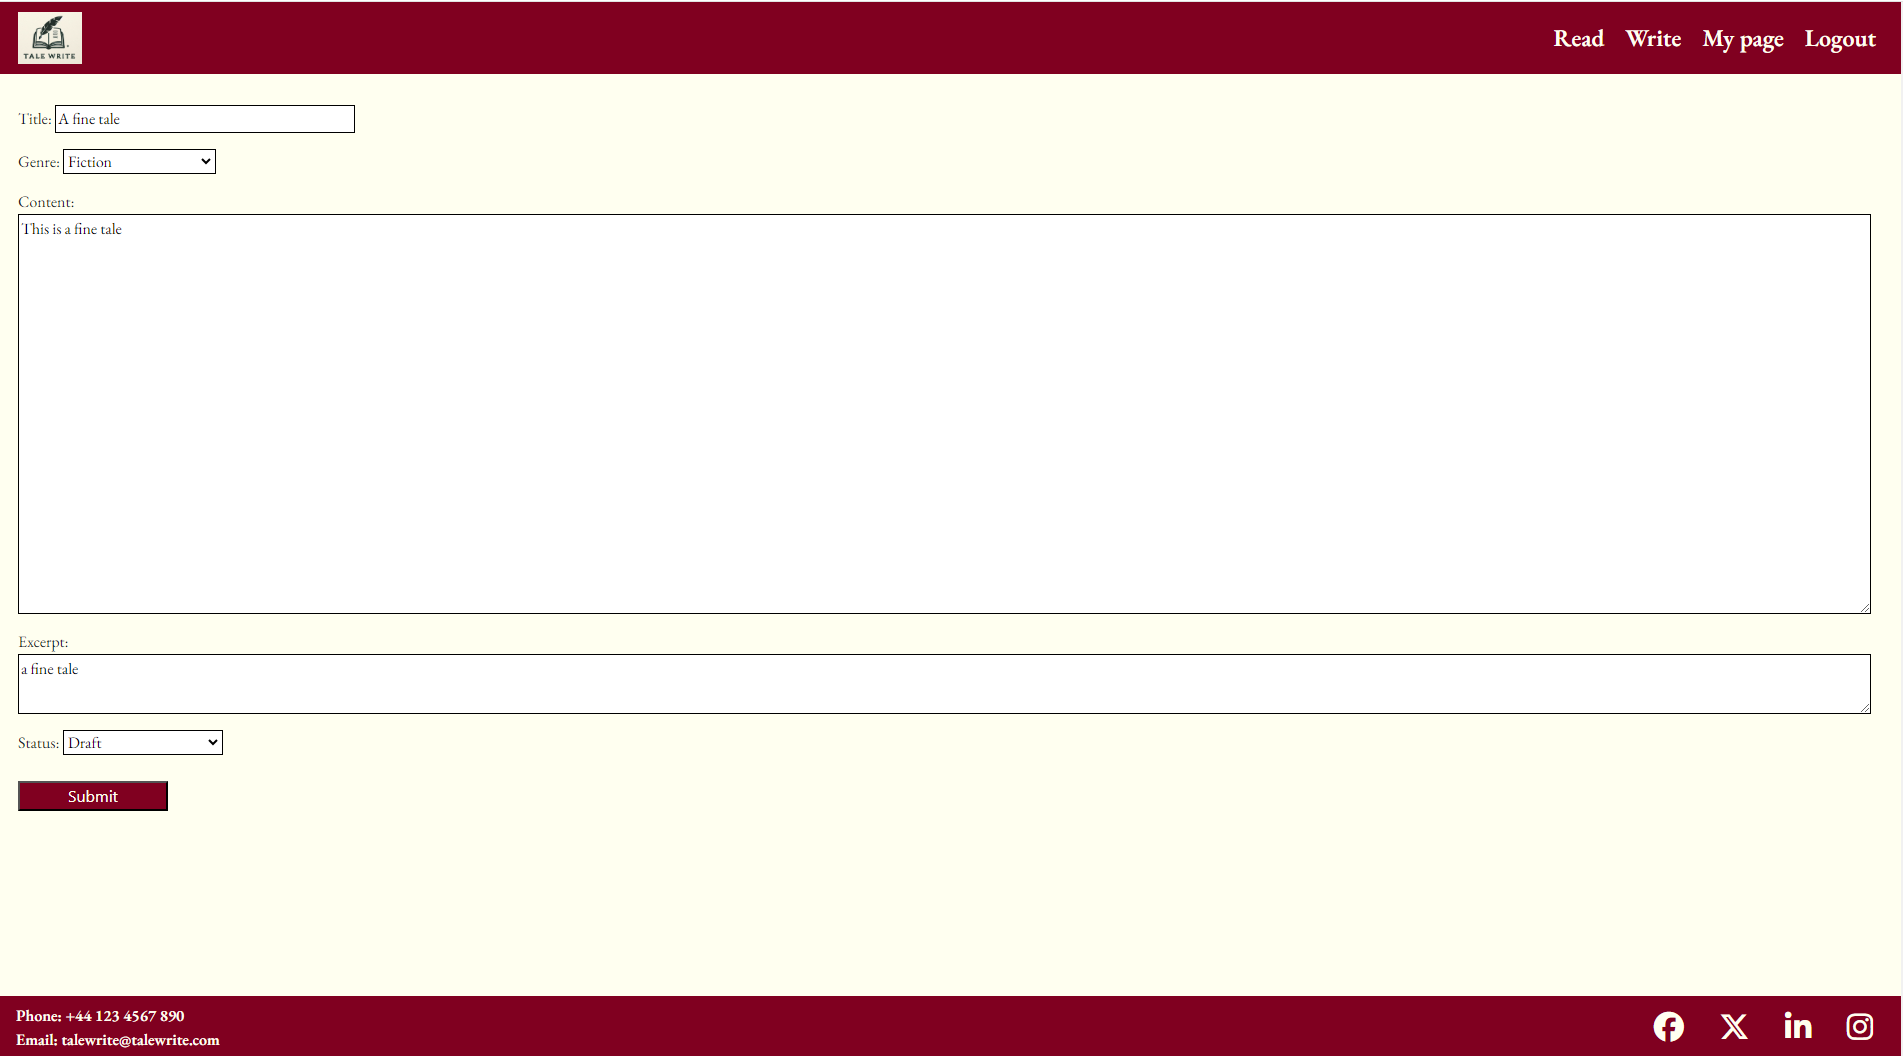 TALE WRITE
Read Write My page Logout
Title: A fine tale
Genre: Fiction
Content:
This is a fine tale
Excerpt:
a fine tale
Status: Draft
Submit
Phone: +44 123 4567 890
Email: talewrite@talewrite.com